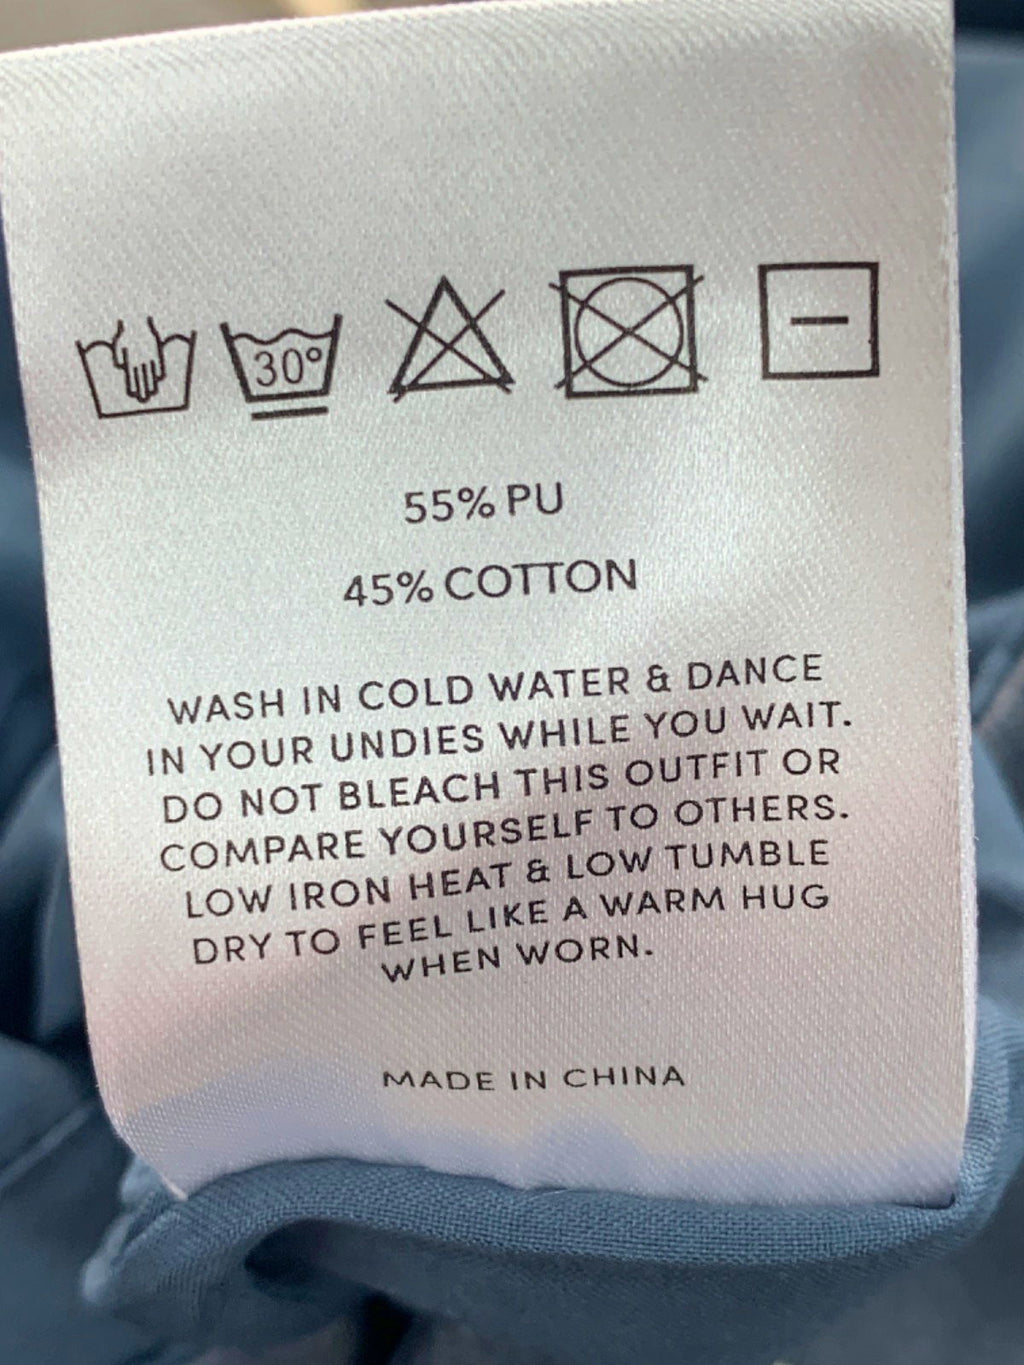 30°
55% PU
45% COTTON
WASH IN COLD WATER & DANCE
IN YOUR UNDIES WHILE YOU WAIT.
DO NOT BLEACH THIS OUTFIT OR
COMPARE YOURSELF TO OTHERS.
LOW IRON HEAT & LOW TUMBLE
DRY TO FEEL LIKE A WARM HUG
WHEN WORN.
MADE IN CHINA